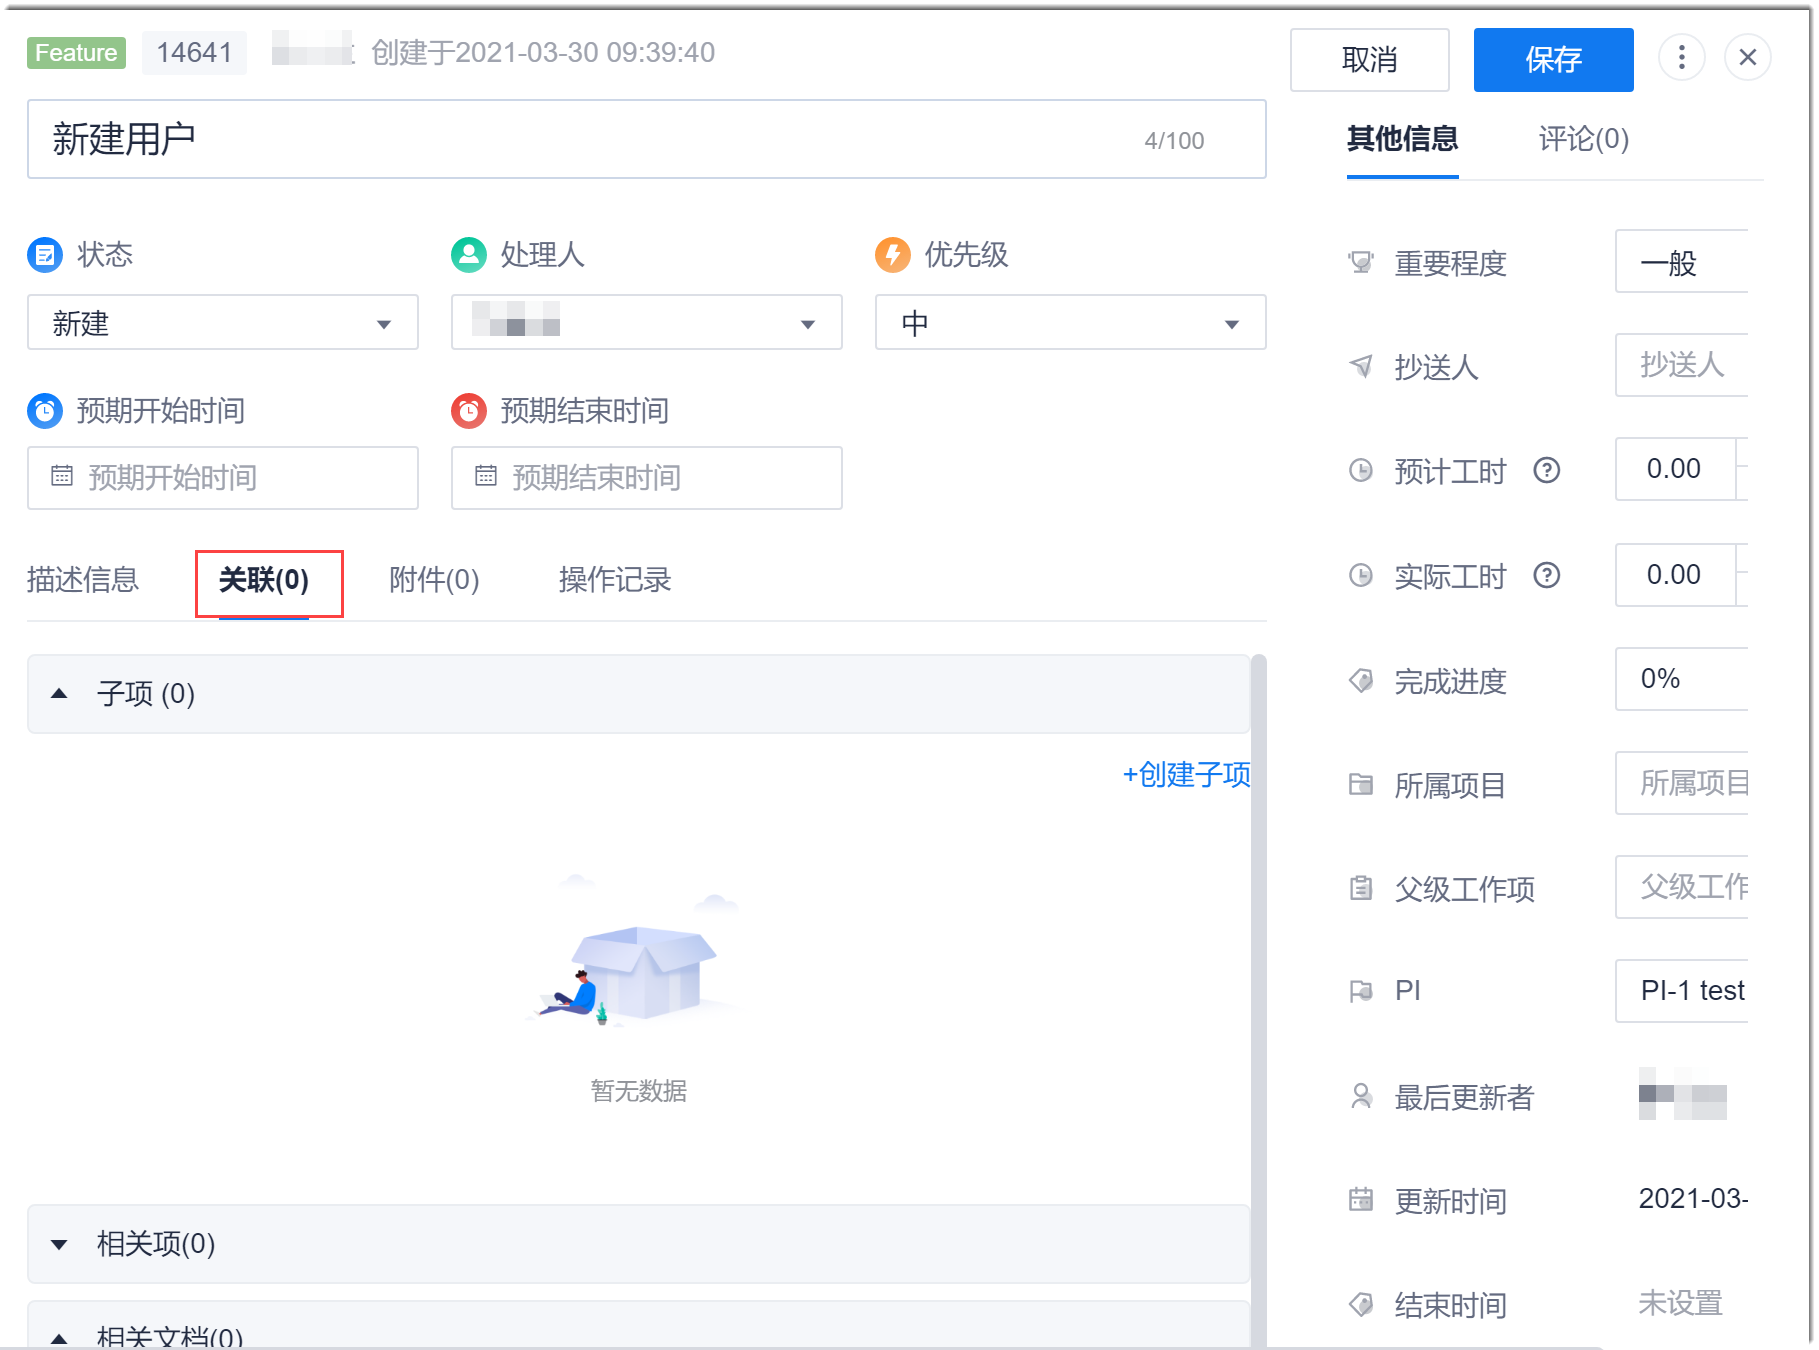 Feature 14641 创建于2021-03-30 09:39:40
取消 保存
新建用户 4/100
其他信息 评论(0)
状态 处理人 优先级
新建 中
预期开始时间 预期结束时间
预期开始时间 预期结束时间
描述信息 关联(0) 附件(0) 操作记录
子项 (0)
+创建子项
暂无数据
相关项(0)
相关文档(0)
重要程度 一般
抄送人 抄送人
预计工时 0.00
实际工时 0.00
完成进度 0%
所属项目 所属项目
父级工作项 父级工作
PI PI-1 test
最后更新者
更新时间 2021-03-
结束时间 未设置